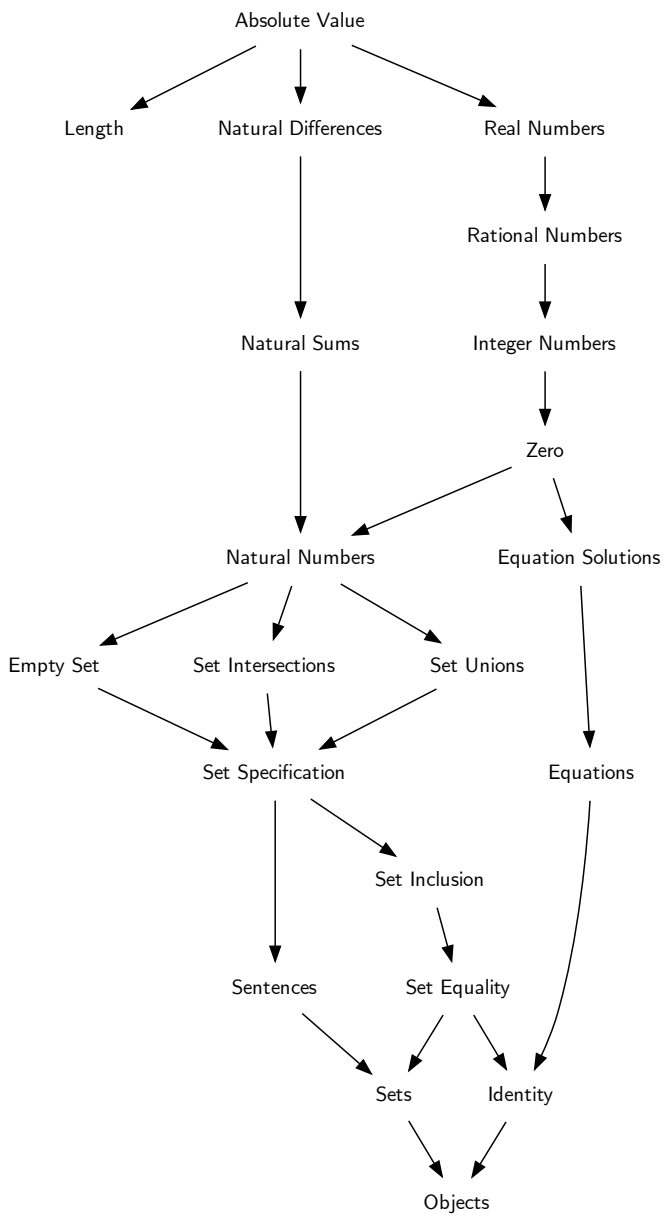 Absolute Value
Length
Natural Differences
Real Numbers
Rational Numbers
Natural Sums
Integer Numbers
Zero
Natural Numbers
Equation Solutions
Empty Set
Set Intersections
Set Unions
Set Specification
Equations
Set Inclusion
Sentences
Set Equality
Sets
Identity
Objects